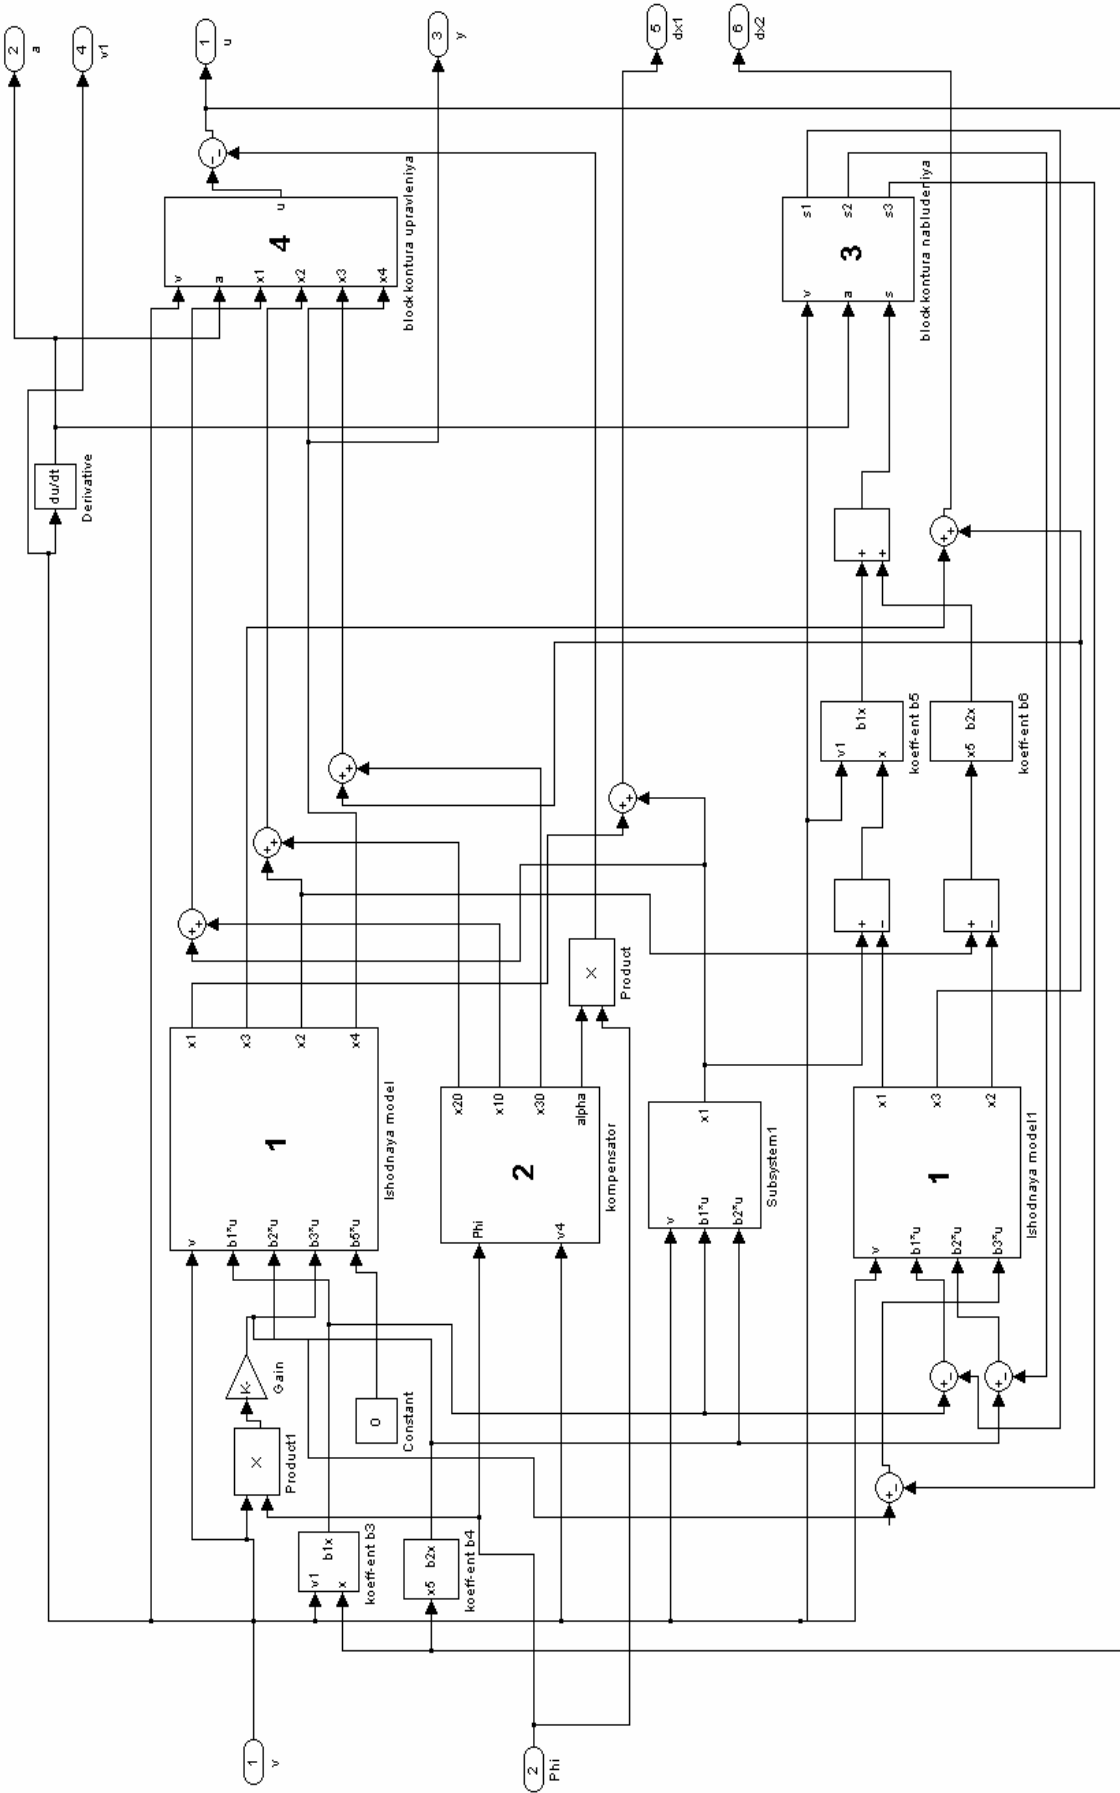 2
a
4
v1
1
u
3
y
5
dx1
6
dx2
du/dt
Derivative
v
a
x1
x2
x3
x4
4
u
block kontura upravleniya
v
a
s
3
s1
s2
s3
block kontura nabludeniya
v1
x
b1x
koeff-ent b5
x5
b2x
koeff-ent b6
v
b1*u
b2*u
b3*u
b5*u
1
x1
x3
x2
x4
Ishodnaya model
Phi
v4
2
x20
x10
x30
alpha
kompensator
Product
v
b1*u
b2*u
x1
Subsystem1
v
b1*u
b2*u
b3*u
1
x1
x3
x2
Ishodnaya model1
K-
Gain
Product1
0
Constant
v1
x
b1x
koeff-ent b3
x5
b2x
koeff-ent b4
1
v
2
Phi